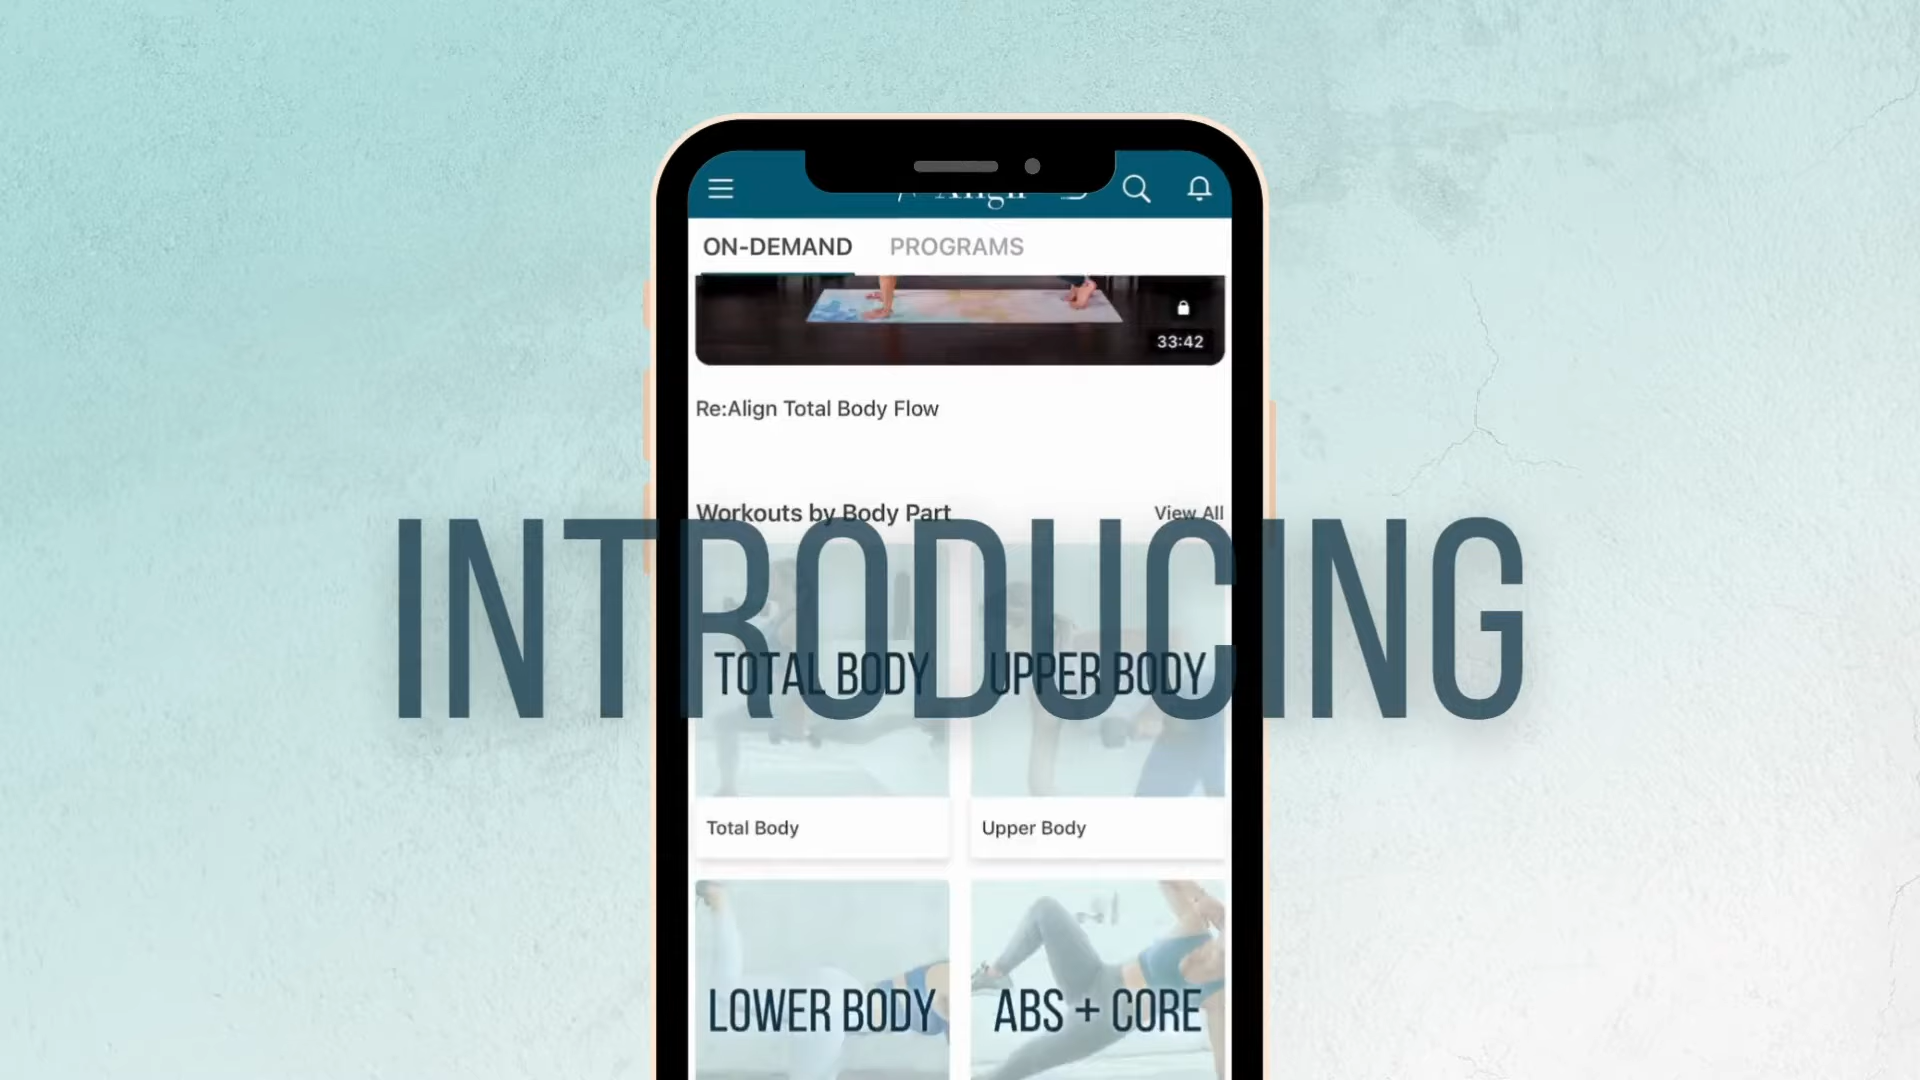 ON-DEMAND PROGRAMS
33:42
Re:Align Total Body Flow
Workouts by Body Part View All
INTRODUCING
TOTAL BODY UPPER BODY
Total Body Upper Body
LOWER BODY ABS + CORE